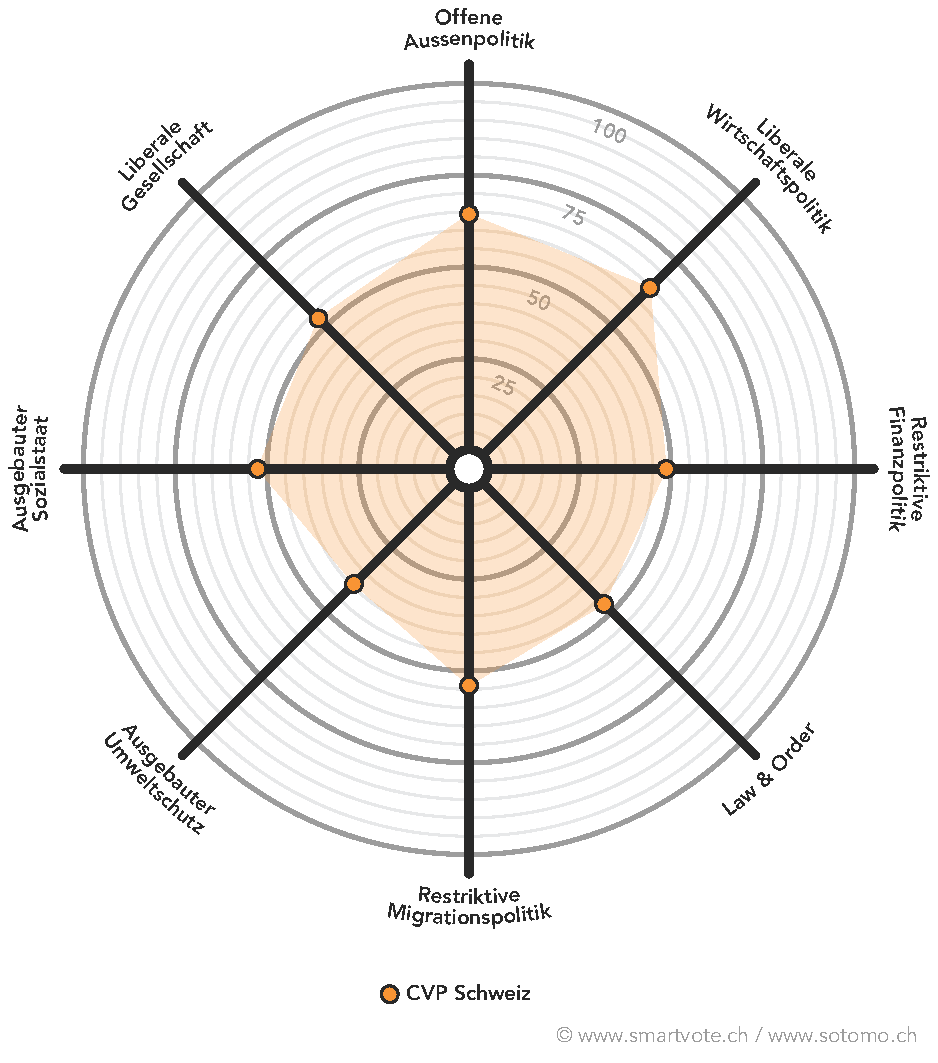 Offene
Aussenpolitik
Liberale
Wirtschaftspolitik
Liberale
Gesellschaft
100
75
50
25
Restriktive
Finanzpolitik
Ausgebauter
Sozialstaat
Ausgebauter
Umweltschutz
Law & Order
Restriktive
Migrationspolitik
CVP Schweiz
© www.smartvote.ch / www.sotomo.ch